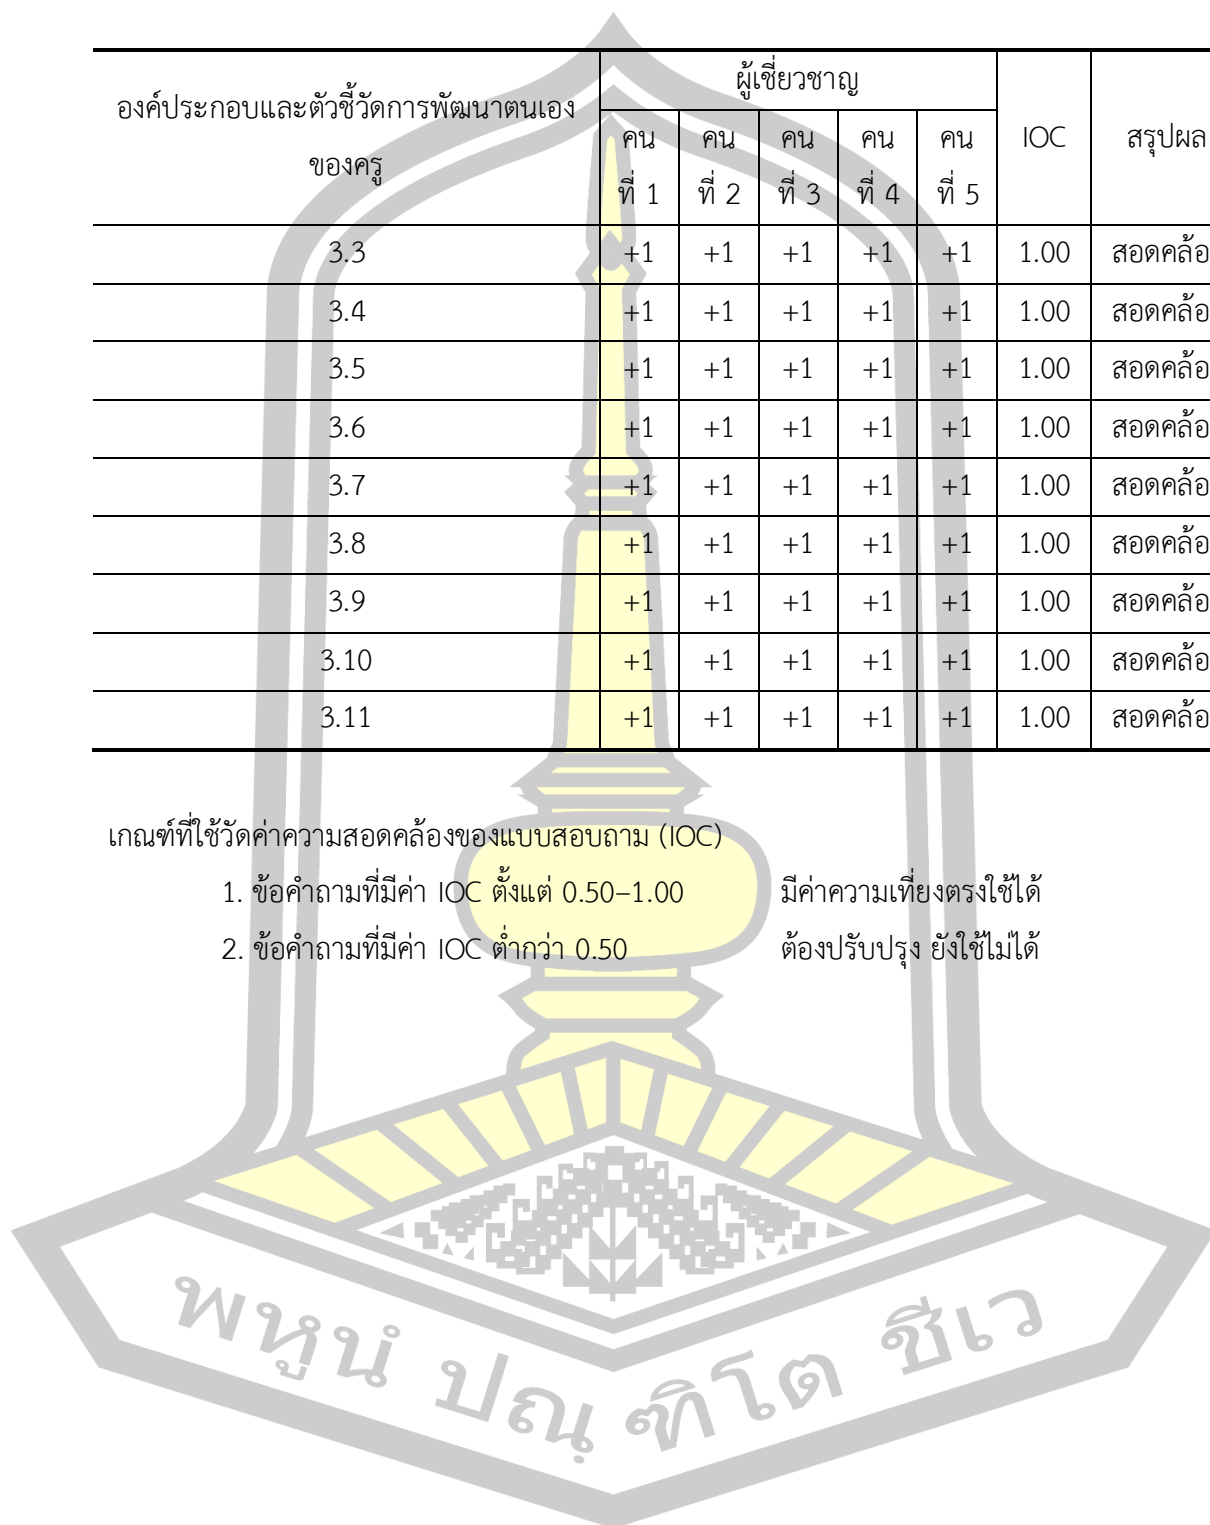 องค์ประกอบและตัวชี้วัดการพัฒนาตนเอง
ของครู
ผู้เชี่ยวชาญ
คน
ที่ 1
คน
ที่ 2
คน
ที่ 3
คน
ที่ 4
คน
ที่ 5
IOC
สรุปผล
3.3 +1 +1 +1 +1 +1 1.00 สอดคล้อ
3.4 +1 +1 +1 +1 +1 1.00 สอดคล้อ
3.5 +1 +1 +1 +1 +1 1.00 สอดคล้อ
3.6 +1 +1 +1 +1 +1 1.00 สอดคล้อ
3.7 +1 +1 +1 +1 +1 1.00 สอดคล้อ
3.8 +1 +1 +1 +1 +1 1.00 สอดคล้อ
3.9 +1 +1 +1 +1 +1 1.00 สอดคล้อ
3.10 +1 +1 +1 +1 +1 1.00 สอดคล้อ
3.11 +1 +1 +1 +1 +1 1.00 สอดคล้อ
เกณฑ์ที่ใช้วัดค่าความสอดคล้องของแบบสอบถาม (IOC)
1. ข้อคำถามที่มีค่า IOC ตั้งแต่ 0.50–1.00 มีค่าความเที่ยงตรงใช้ได้
2. ข้อคำถามที่มีค่า IOC ต่ำกว่า 0.50 ต้องปรับปรุง ยังใช้ไม่ได้
พหูนํ ปณฺฑิโต ชีเว